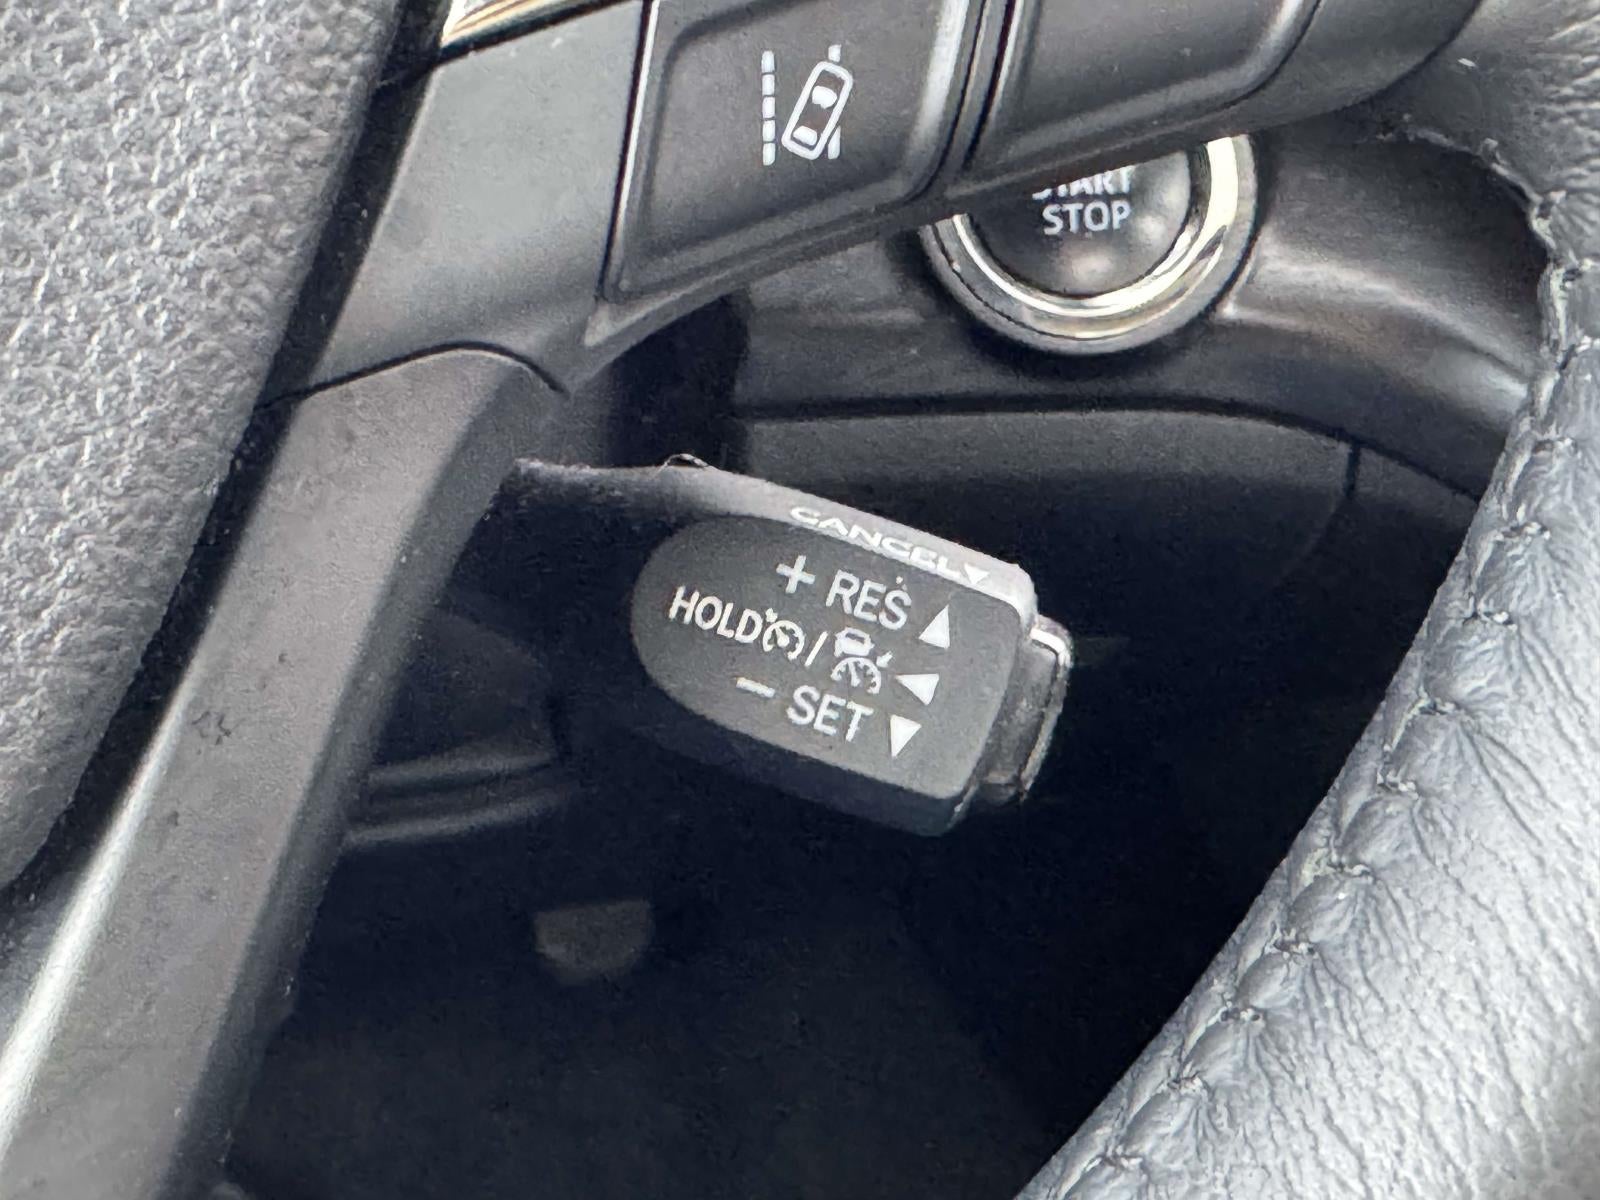 START
STOP
CANCEL▼
+ RES ▲
HOLD / ◀
− SET ▼